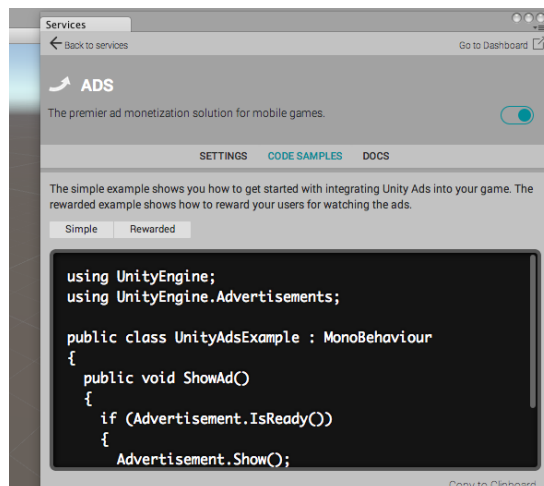 Services
Back to services
Go to Dashboard
ADS
The premier ad monetization solution for mobile games.
SETTINGS CODE SAMPLES DOCS
The simple example shows you how to get started with integrating Unity Ads into your game. The
rewarded example shows how to reward your users for watching the ads.
Simple Rewarded
using UnityEngine;
using UnityEngine.Advertisements;
public class UnityAdsExample : MonoBehaviour
{
public void ShowAd()
{
if (Advertisement.IsReady())
{
Advertisement.Show();
Copy to Clipboard